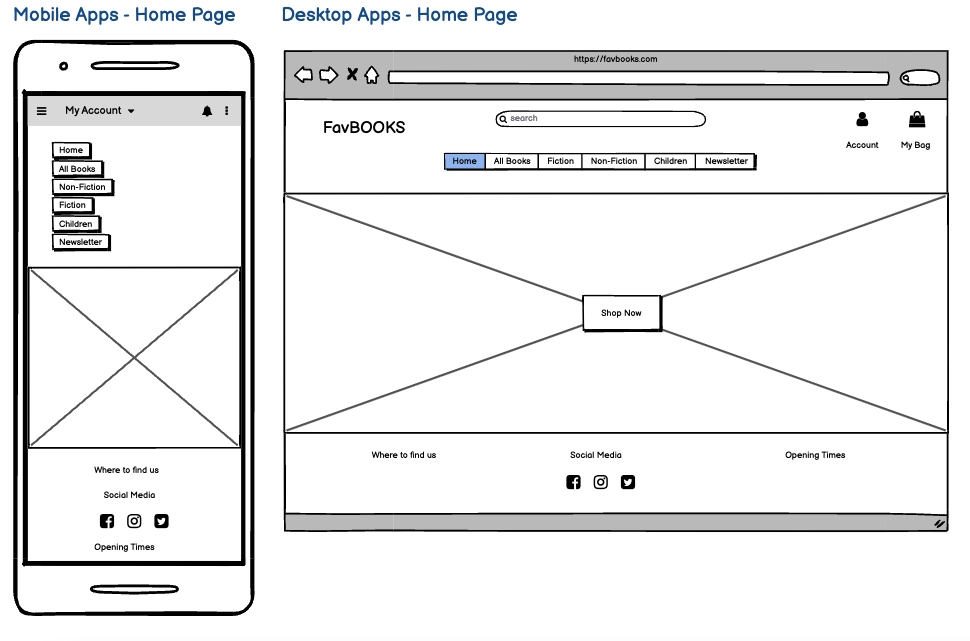 Mobile Apps - Home Page
Desktop Apps - Home Page
My Account
Home
All Books
Non-Fiction
Fiction
Children
Newsletter
Where to find us
Social Media
Opening Times
https://favbooks.com
FavBOOKS
search
Account
My Bag
Home All Books Fiction Non-Fiction Children Newsletter
Shop Now
Where to find us Social Media Opening Times